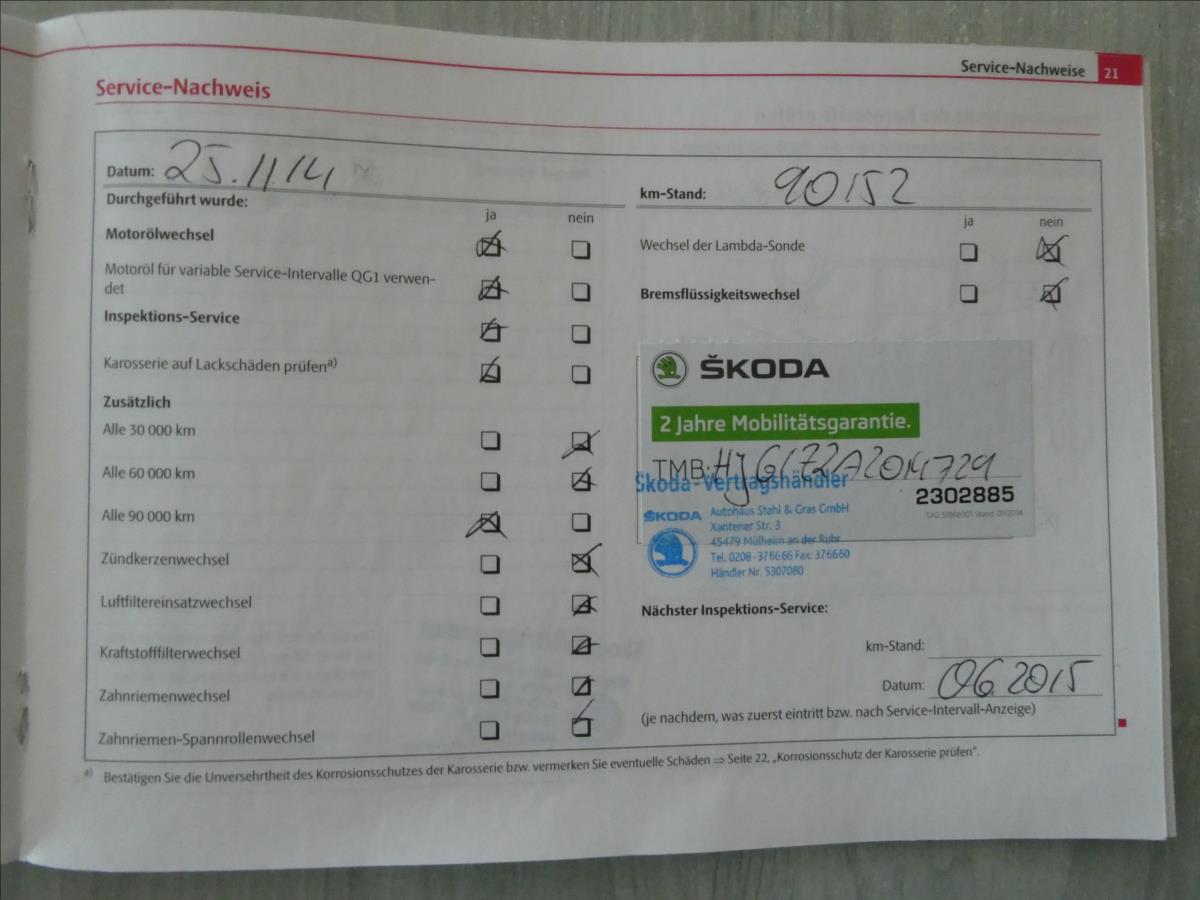 Service-Nachweise 21
Service-Nachweis
Datum: 25.11.14
Durchgeführt wurde:
ja nein
Motorölwechsel
Motoröl für variable Service-Intervalle QG1 verwen-
det
Inspektions-Service
Karosserie auf Lackschäden prüfen a)
Zusätzlich
Alle 30 000 km
Alle 60 000 km
Alle 90 000 km
Zündkerzenwechsel
Luftfiltereinsatzwechsel
Kraftstofffilterwechsel
Zahnriemenwechsel
Zahnriemen-Spannrollenwechsel
km-Stand: 90152
ja nein
Wechsel der Lambda-Sonde
Bremsflüssigkeitswechsel
ŠKODA
2 Jahre Mobilitätsgarantie.
TMB·
2302885
Škoda-Vertragshändler
ŠKODA
Autohaus Stahl & Gras GmbH
Xantener Str. 3
45479 Mülheim an der Ruhr
Tel. 0208-376666 Fax: 376660
Händler Nr. 5307080
Nächster Inspektions-Service:
km-Stand:
Datum: 06.2015
(je nachdem, was zuerst eintritt bzw. nach Service-Intervall-Anzeige)
a) Bestätigen Sie die Unversehrtheit des Korrosionsschutzes der Karosserie bzw. vermerken Sie eventuelle Schäden ⇒ Seite 22, „Korrosionsschutz der Karosserie prüfen“.